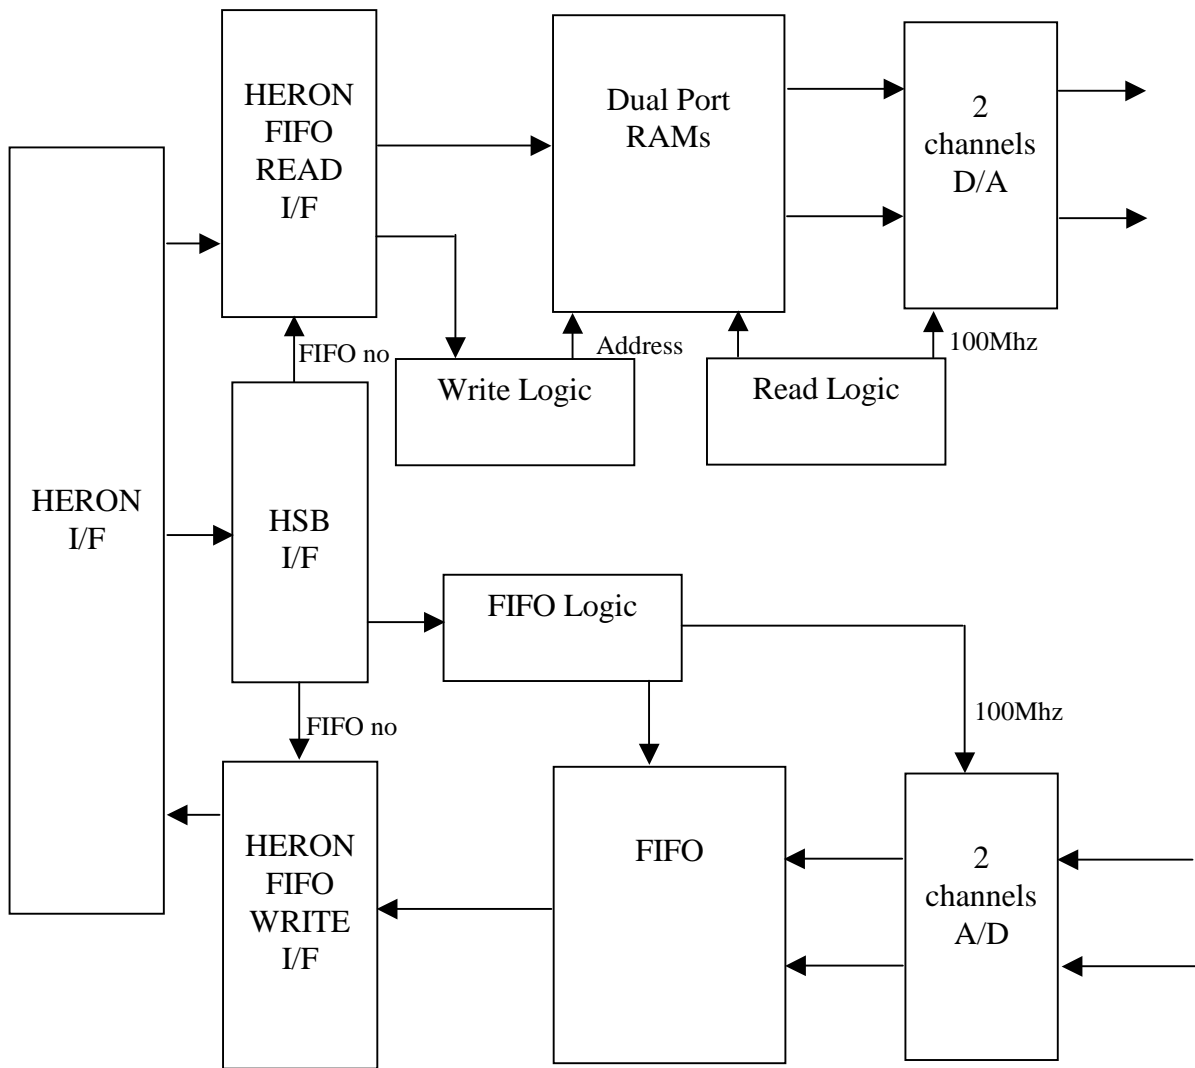 HERON
FIFO
READ
I/F
Dual Port
RAMs
2
channels
D/A
FIFO no
Address
100Mhz
Write Logic
Read Logic
HERON
I/F
HSB
I/F
FIFO Logic
FIFO no
100Mhz
HERON
FIFO
WRITE
I/F
FIFO
2
channels
A/D